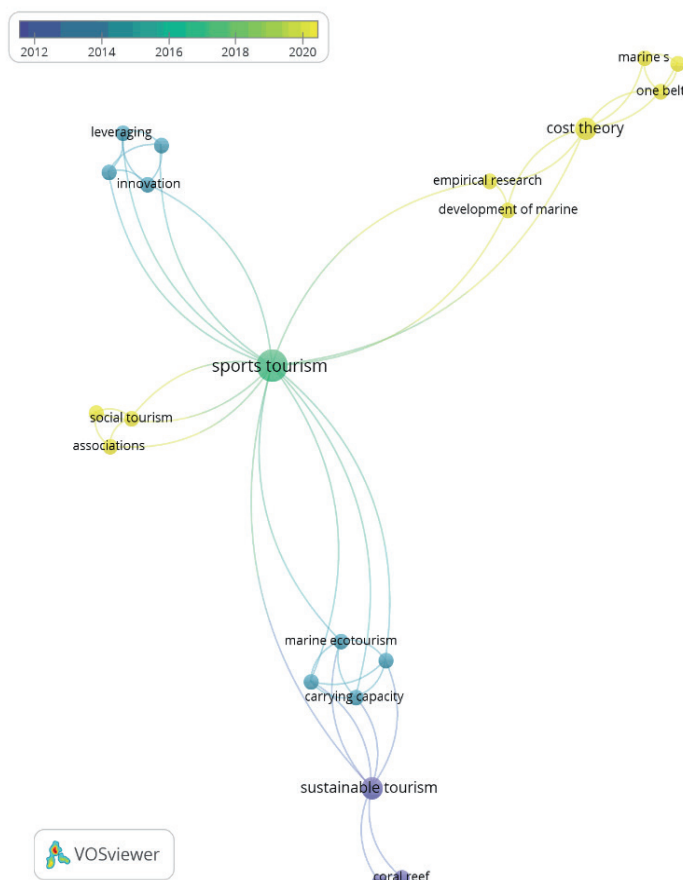 2012 2014 2016 2018 2020
marine s
one belt
cost theory
leveraging
innovation
empirical research
development of marine
sports tourism
social tourism
associations
marine ecotourism
carrying capacity
sustainable tourism
VOSviewer
coral reef